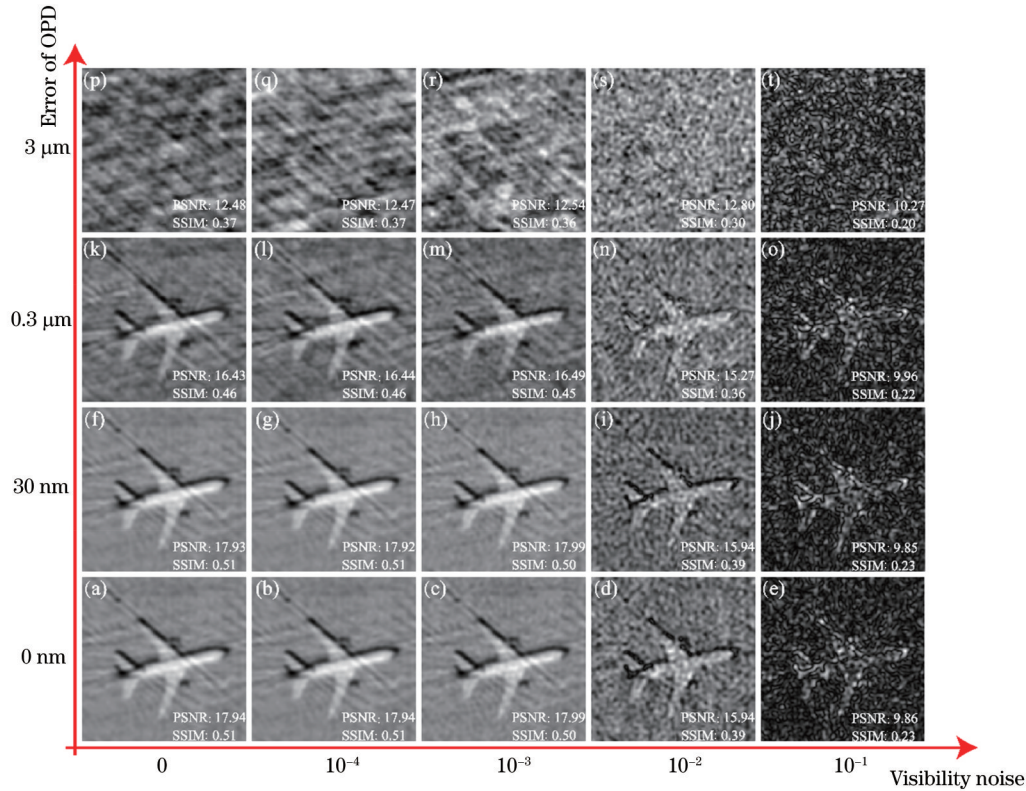 Error of OPD
3 μm
(p)
PSNR: 12.48
SSIM: 0.37
(q)
PSNR: 12.47
SSIM: 0.37
(r)
PSNR: 12.54
SSIM: 0.36
(s)
PSNR: 12.80
SSIM: 0.30
(t)
PSNR: 10.27
SSIM: 0.20
0.3 μm
(k)
PSNR: 16.43
SSIM: 0.46
(l)
PSNR: 16.44
SSIM: 0.46
(m)
PSNR: 16.49
SSIM: 0.45
(n)
PSNR: 15.27
SSIM: 0.36
(o)
PSNR: 9.96
SSIM: 0.22
30 nm
(f)
PSNR: 17.93
SSIM: 0.51
(g)
PSNR: 17.92
SSIM: 0.51
(h)
PSNR: 17.99
SSIM: 0.50
(i)
PSNR: 15.94
SSIM: 0.39
(j)
PSNR: 9.85
SSIM: 0.23
0 nm
(a)
PSNR: 17.94
SSIM: 0.51
(b)
PSNR: 17.94
SSIM: 0.51
(c)
PSNR: 17.99
SSIM: 0.50
(d)
PSNR: 15.94
SSIM: 0.39
(e)
PSNR: 9.86
SSIM: 0.23
0
10⁻⁴
10⁻³
10⁻²
10⁻¹
Visibility noise